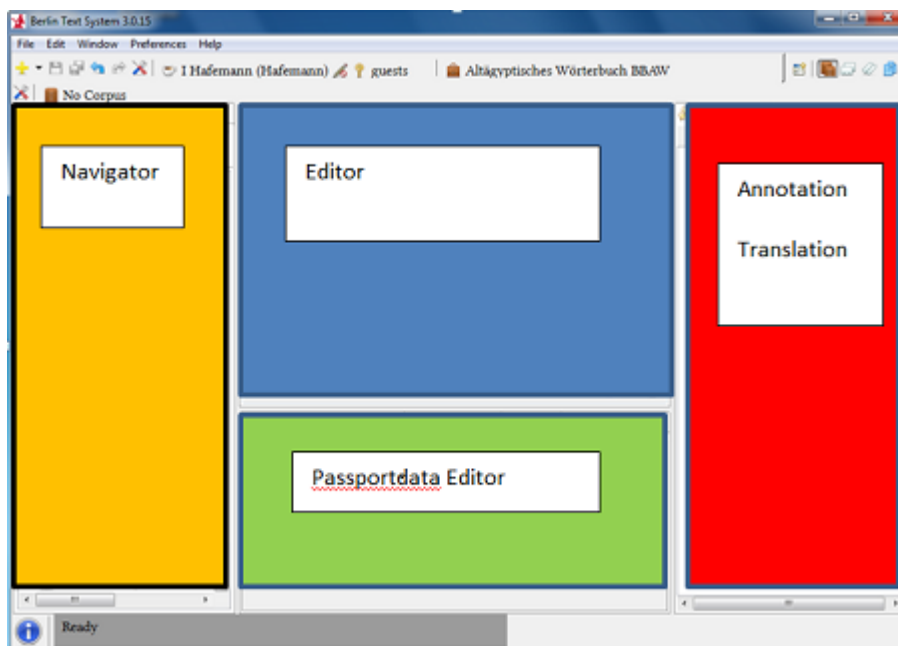 Berlin Text System 3.0.15
File Edit Window Preferences Help
I Hafemann (Hafemann) guests Altägyptisches Wörterbuch BBAW
No Corpus
Navigator
Editor
Annotation
Translation
Passportdata Editor
Ready